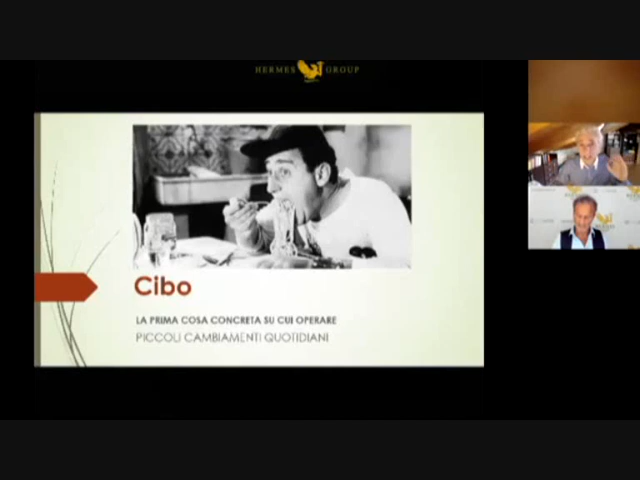 HERMES GROUP
Cibo
LA PRIMA COSA CONCRETA SU CUI OPERARE
PICCOLI CAMBIAMENTI QUOTIDIANI